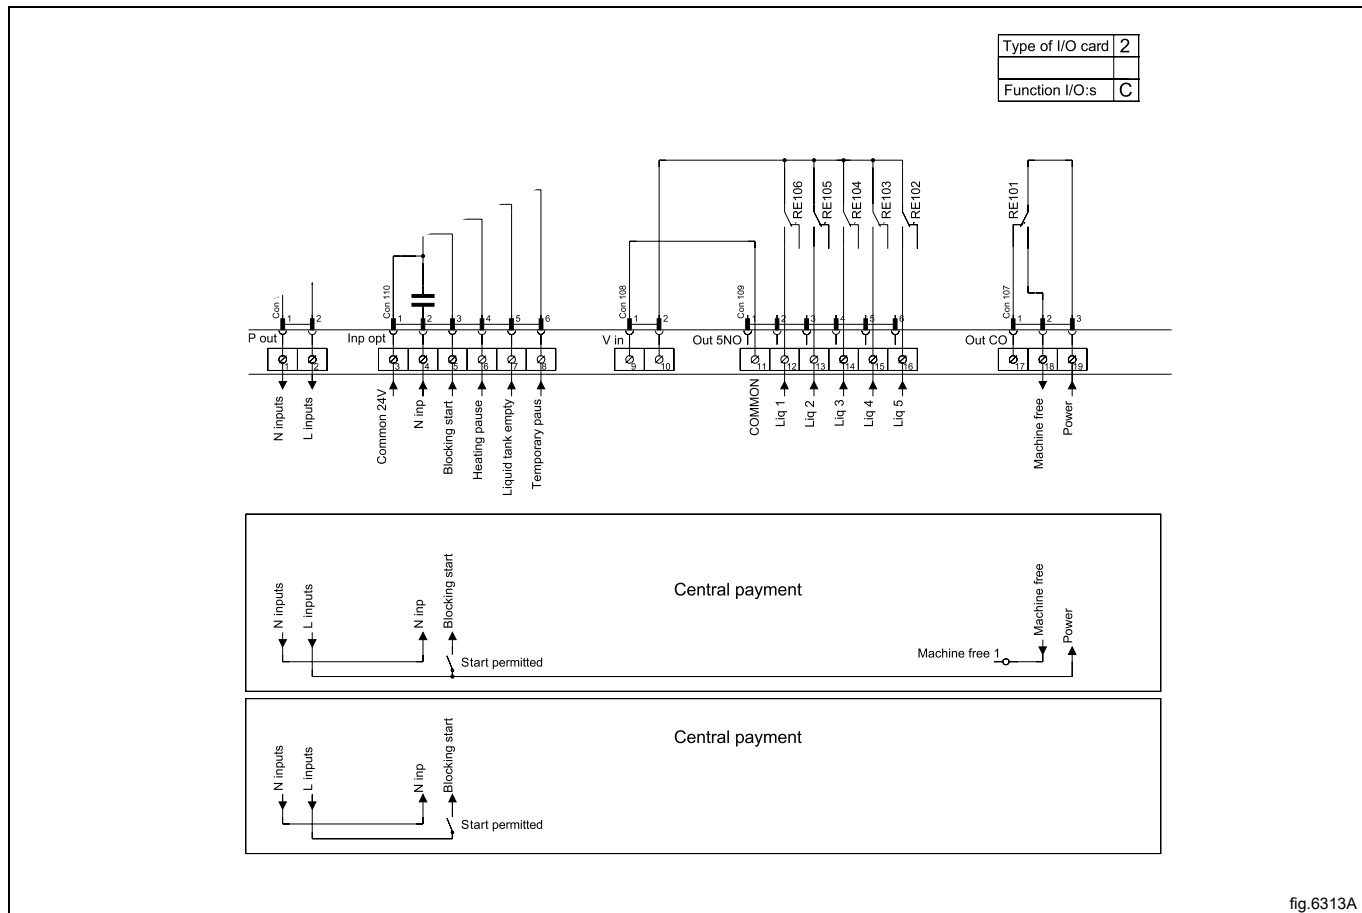 Type of I/O card 2
Function I/O:s C
RE106
RE105
RE104
RE103
RE102
RE101
Con
Con 110
Con 108
Con 109
Con 107
1 2 1 2 3 4 5 6 1 2 1 2 3 4 5 6 1 2 3
P out Inp opt V in Out 5NO Out CO
1 2 3 4 5 6 7 8 9 10 11 12 13 14 15 16 17 18 19
N inputs
L inputs
Common 24V
N inp
Blocking start
Heating pause
Liquid tank empty
Temporary paus
COMMON
Liq 1
Liq 2
Liq 3
Liq 4
Liq 5
Machine free
Power
Central payment
N inputs
L inputs
N inp
Blocking start
Start permitted
Machine free 1
Machine free
Power
Central payment
N inputs
L inputs
N inp
Blocking start
Start permitted
fig.6313A